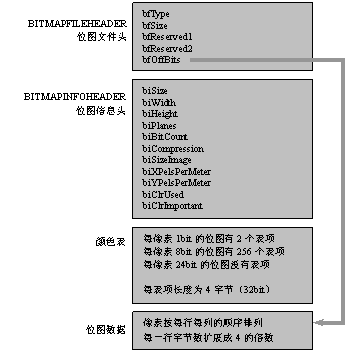 BITMAPFILEHEADER
位图文件头
bfType
bfSize
bfReserved1
bfReserved2
bfOffBits
BITMAPINFOHEADER
位图信息头
biSize
biWidth
biHeight
biPlanes
biBitCount
biCompression
biSizeImage
biXPelsPerMeter
biYPelsPerMeter
biClrUsed
biClrImportant
颜色表
每像素 1bit 的位图有 2 个表项
每像素 8bit 的位图有 256 个表项
每像素 24bit 的位图没有表项
每表项长度为 4 字节（32bit）
位图数据
像素按每行每列的顺序排列
每一行字节数扩展成 4 的倍数